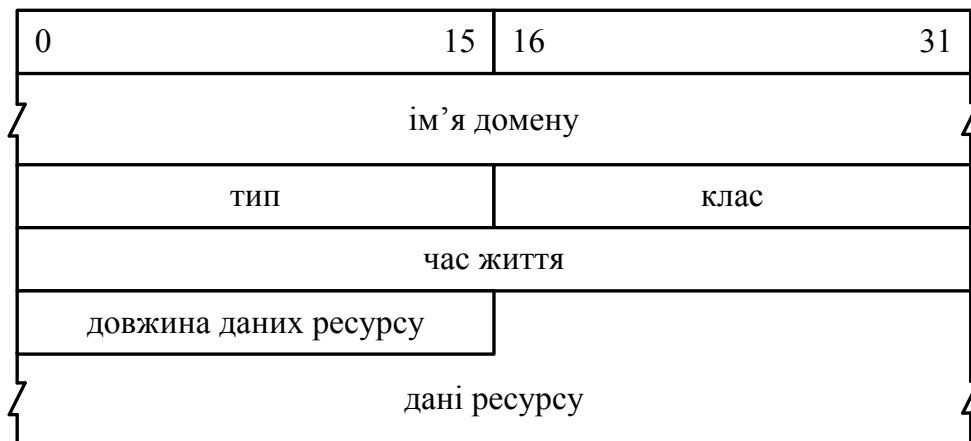 0 15 16 31
ім’я домену
тип клас
час життя
довжина даних ресурсу
дані ресурсу